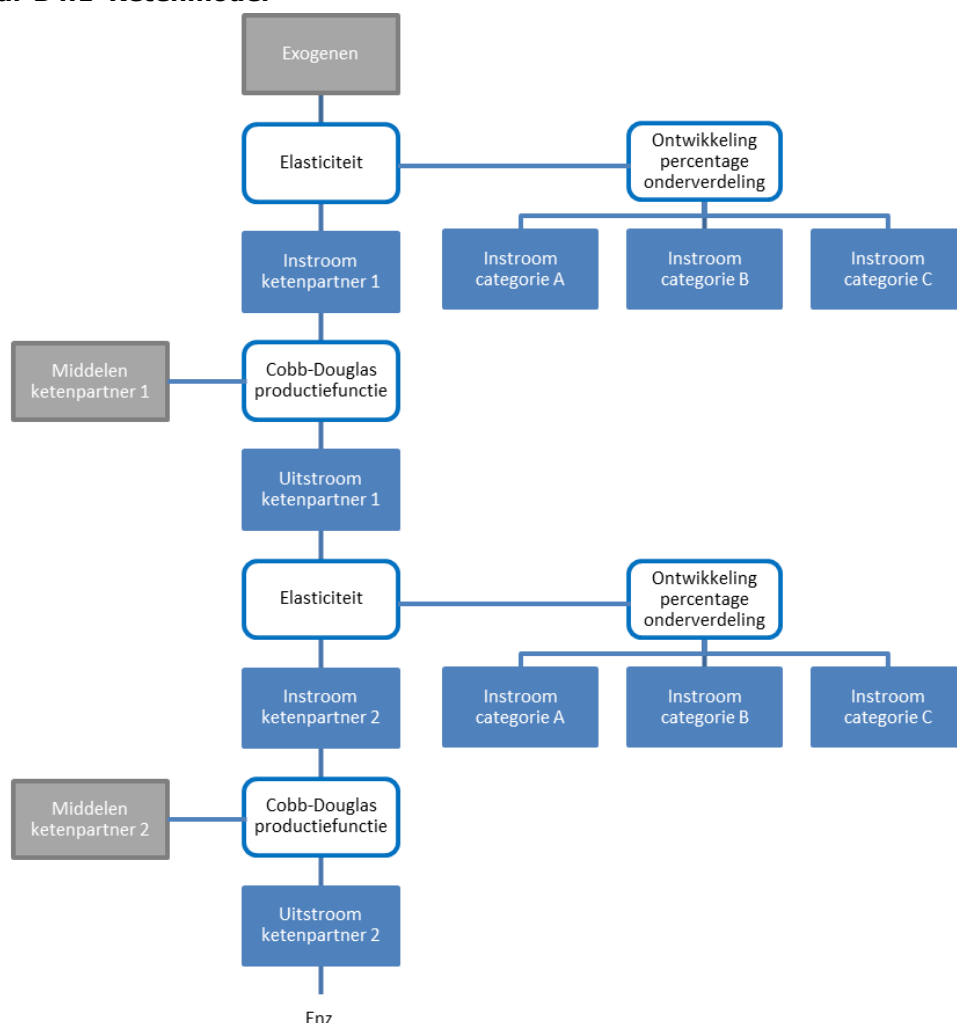 Exogenen
Elasticiteit
Ontwikkeling
percentage
onderverdeling
Instroom
ketenpartner 1
Instroom
categorie A
Instroom
categorie B
Instroom
categorie C
Middelen
ketenpartner 1
Cobb-Douglas
productiefunctie
Uitstroom
ketenpartner 1
Elasticiteit
Ontwikkeling
percentage
onderverdeling
Instroom
ketenpartner 2
Instroom
categorie A
Instroom
categorie B
Instroom
categorie C
Middelen
ketenpartner 2
Cobb-Douglas
productiefunctie
Uitstroom
ketenpartner 2
Enz